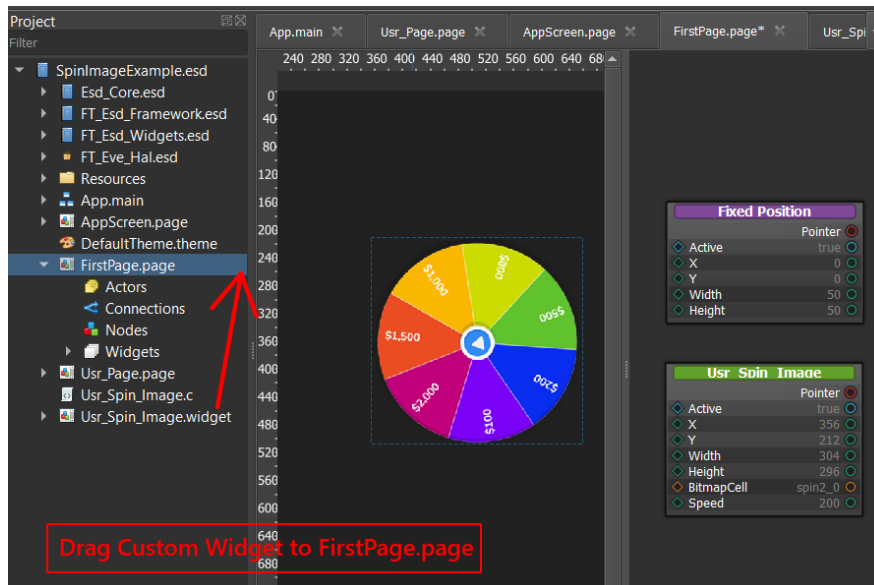 Project
Filter
SpinImageExample.esd
Esd_Core.esd
FT_Esd_Framework.esd
FT_Esd_Widgets.esd
FT_Eve_Hal.esd
Resources
App.main
AppScreen.page
DefaultTheme.theme
FirstPage.page
Actors
Connections
Nodes
Widgets
Usr_Page.page
Usr_Spin_Image.c
Usr_Spin_Image.widget
App.main
Usr_Page.page
AppScreen.page
FirstPage.page*
Usr_Spi
240 280 320 360 400 440 480 520 560 600 640 68
0
40
80
120
160
200
240
280
320
360
400
440
480
520
560
600
640
680
$1,000
$800
$500
$200
$100
$2,000
$1,500
Fixed Position
Pointer
Active true
X 0
Y 0
Width 50
Height 50
Usr_Spin_Image
Pointer
Active true
X 356
Y 212
Width 304
Height 296
BitmapCell spin2_0
Speed 200
Drag Custom Widget to FirstPage.page